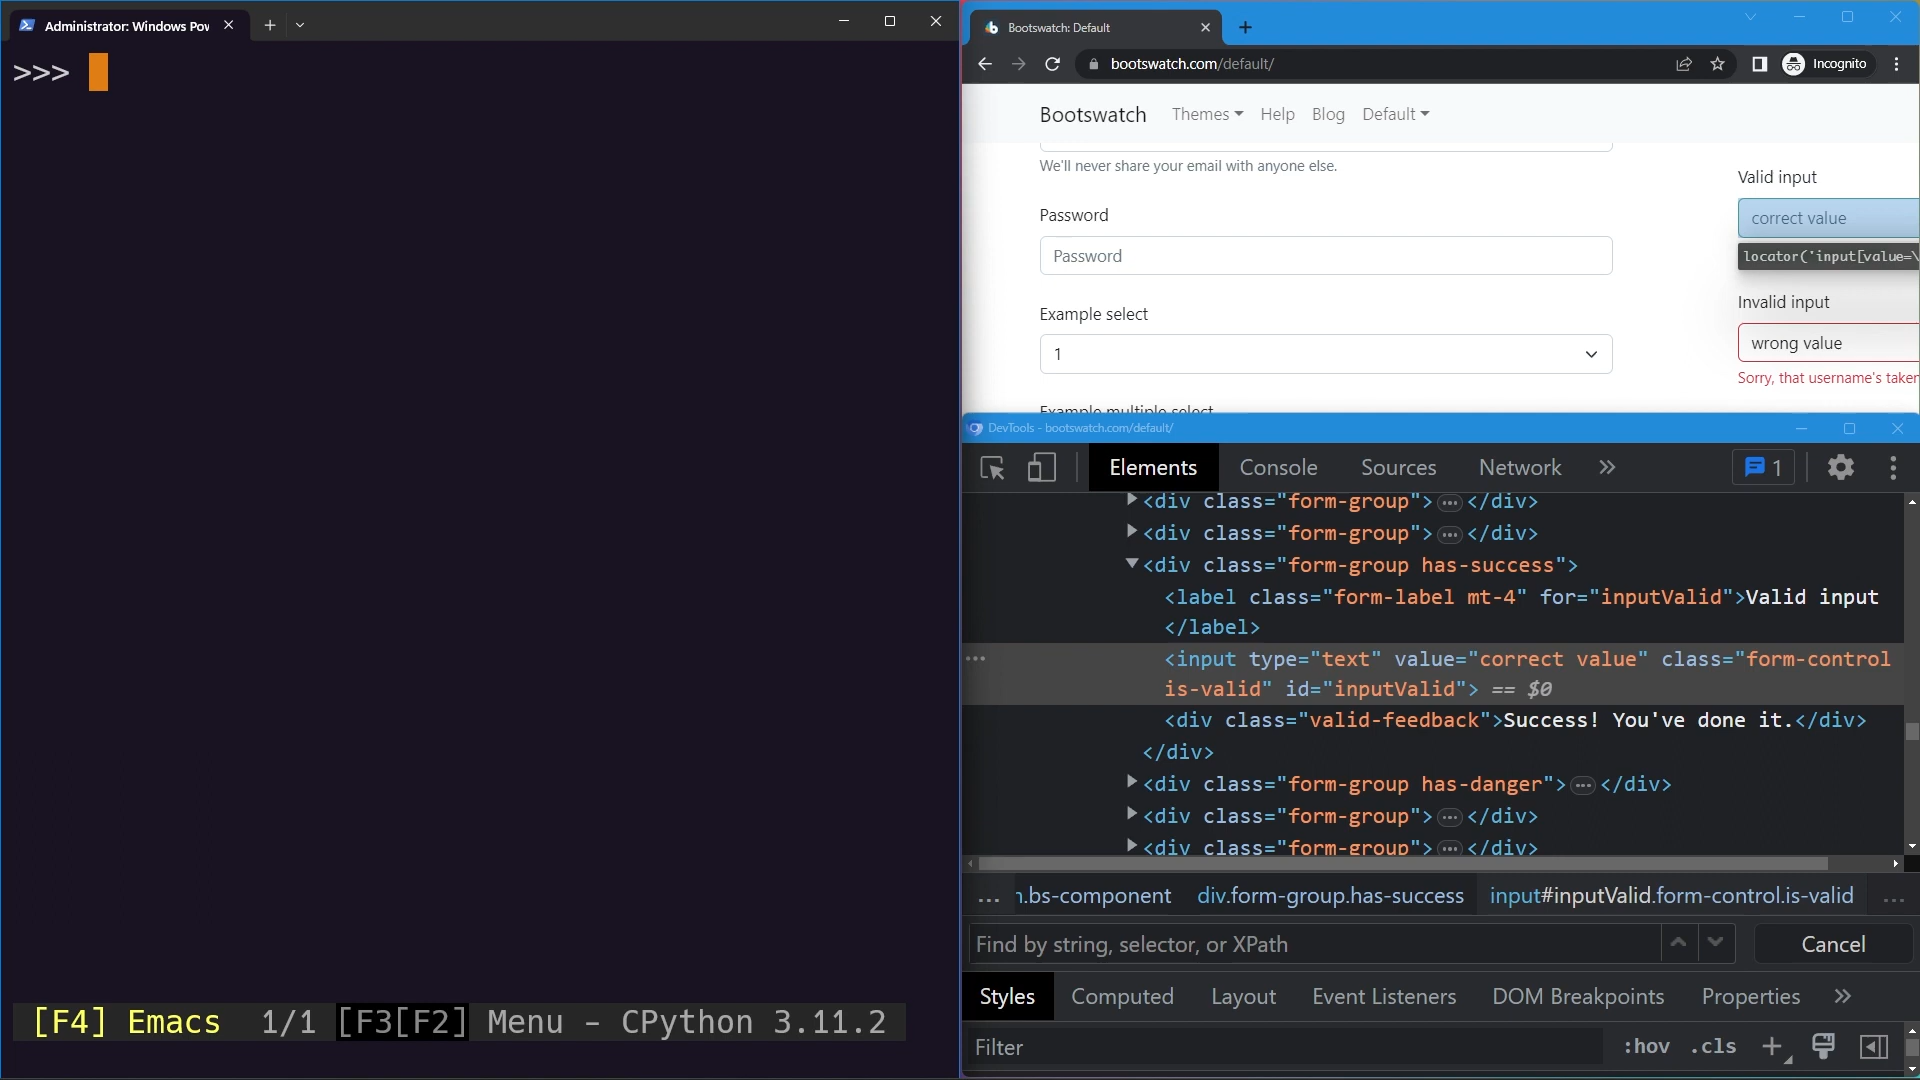 Administrator: Windows Pov
>>>
[F4] Emacs 1/1 [F3[F2] Menu - CPython 3.11.2
Bootswatch: Default
bootswatch.com/default/
Incognito
Bootswatch Themes Help Blog Default
We'll never share your email with anyone else.
Password
Password
Example select
1
Example multiple select
Valid input
correct value
locator('input[value=\
Invalid input
wrong value
Sorry, that username's taken
DevTools - bootswatch.com/default/
Elements Console Sources Network » 1
<div class="form-group">…</div>
<div class="form-group">…</div>
<div class="form-group has-success">
<label class="form-label mt-4" for="inputValid">Valid input
</label>
<input type="text" value="correct value" class="form-control
is-valid" id="inputValid"> == $0
<div class="valid-feedback">Success! You've done it.</div>
</div>
<div class="form-group has-danger">…</div>
<div class="form-group">…</div>
<div class="form-group">…</div>
... n.bs-component div.form-group.has-success input#inputValid.form-control.is-valid ...
Find by string, selector, or XPath Cancel
Styles Computed Layout Event Listeners DOM Breakpoints Properties »
Filter :hov .cls